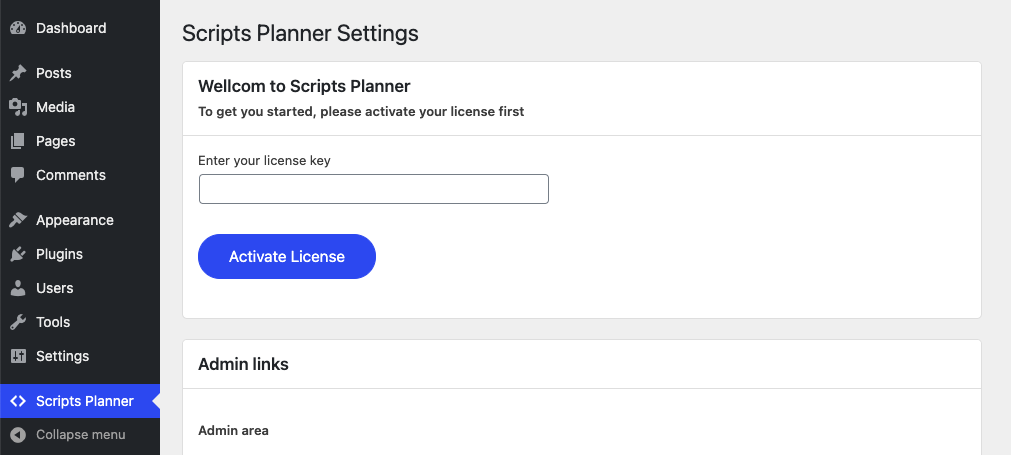 Dashboard
Posts
Media
Pages
Comments
Appearance
Plugins
Users
Tools
Settings
Scripts Planner
Collapse menu
Scripts Planner Settings
Wellcom to Scripts Planner
To get you started, please activate your license first
Enter your license key
Activate License
Admin links
Admin area